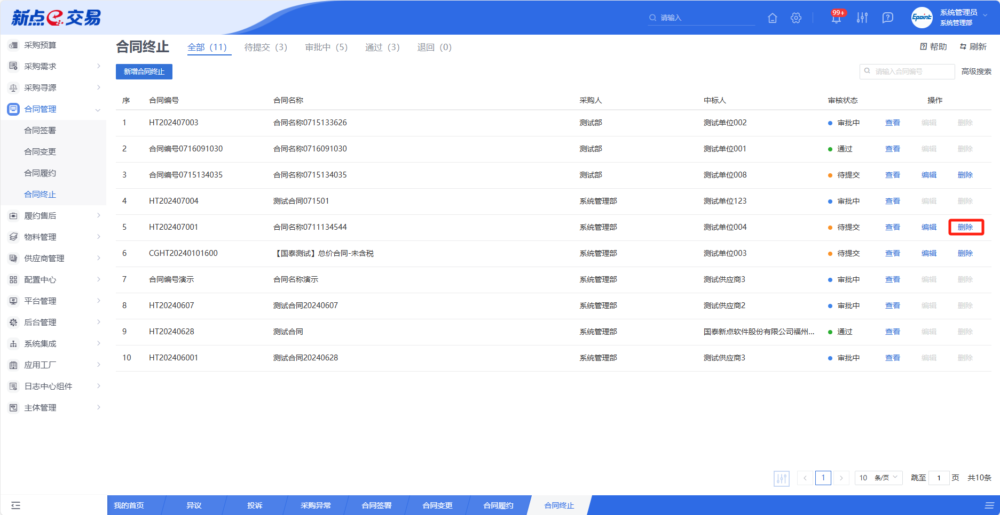 新点e交易
请输入
99+
Epoint
系统管理员
系统管理部
采购预算
采购需求
采购寻源
合同管理
合同签署
合同变更
合同履约
合同终止
履约售后
物料管理
供应商管理
配置中心
平台管理
后台管理
系统集成
应用工厂
日志中心组件
主体管理
合同终止 全部（11） 待提交（3） 审批中（5） 通过（3） 退回（0） 帮助 刷新
新增合同终止 请输入合同编号 高级搜索
序 合同编号 合同名称 采购人 中标人 审核状态 操作
1 HT202407003 合同名称0715133626 测试部 测试单位002 审批中 查看 编辑 删除
2 合同编号0716091030 合同名称0716091030 测试部 测试单位001 通过 查看 编辑 删除
3 合同编号0715134035 合同名称0715134035 测试部 测试单位008 待提交 查看 编辑 删除
4 HT202407004 测试合同071501 系统管理部 测试单位123 审批中 查看 编辑 删除
5 HT202407001 合同名称0711134544 系统管理部 测试单位004 待提交 查看 编辑 删除
6 CGHT20240101600 【国泰测试】总价合同-未含税 系统管理部 测试单位003 待提交 查看 编辑 删除
7 合同编号演示 合同名称演示 系统管理部 测试供应商3 审批中 查看 编辑 删除
8 HT20240607 测试合同20240607 系统管理部 测试供应商2 审批中 查看 编辑 删除
9 HT20240628 测试合同 系统管理部 国泰新点软件股份有限公司福州... 通过 查看 编辑 删除
10 HT202406001 测试合同20240628 系统管理部 测试供应商3 审批中 查看 编辑 删除
1 10 条/页 跳至 1 页 共10条
我的首页 异议 投诉 采购异常 合同签署 合同变更 合同履约 合同终止